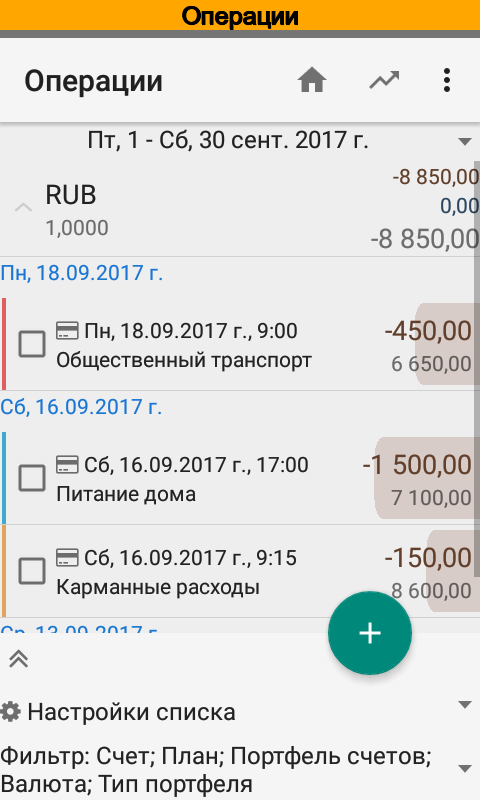 Операции
Операции
Пт, 1 - Сб, 30 сент. 2017 г.
RUB
1,0000
-8 850,00
0,00
-8 850,00
Пн, 18.09.2017 г.
Пн, 18.09.2017 г., 9:00
-450,00
Общественный транспорт
6 650,00
Сб, 16.09.2017 г.
Сб, 16.09.2017 г., 17:00
-1 500,00
Питание дома
7 100,00
Сб, 16.09.2017 г., 9:15
-150,00
Карманные расходы
8 600,00
Ср, 13.09.2017 г.
Настройки списка
Фильтр: Счет; План; Портфель счетов;
Валюта; Тип портфеля